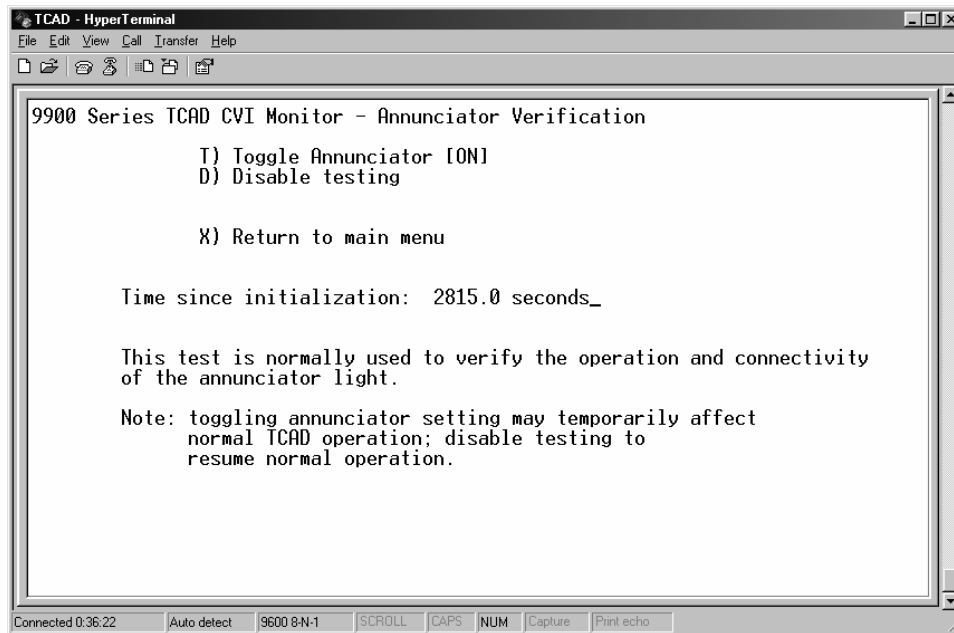 TCAD - HyperTerminal
File Edit View Call Transfer Help
9900 Series TCAD CVI Monitor - Annunciator Verification
T) Toggle Annunciator [ON]
D) Disable testing
X) Return to main menu
Time since initialization: 2815.0 seconds_
This test is normally used to verify the operation and connectivity
of the annunciator light.
Note: toggling annunciator setting may temporarily affect
normal TCAD operation; disable testing to
resume normal operation.
Connected 0:36:22 Auto detect 9600 8-N-1 SCROLL CAPS NUM Capture Print echo